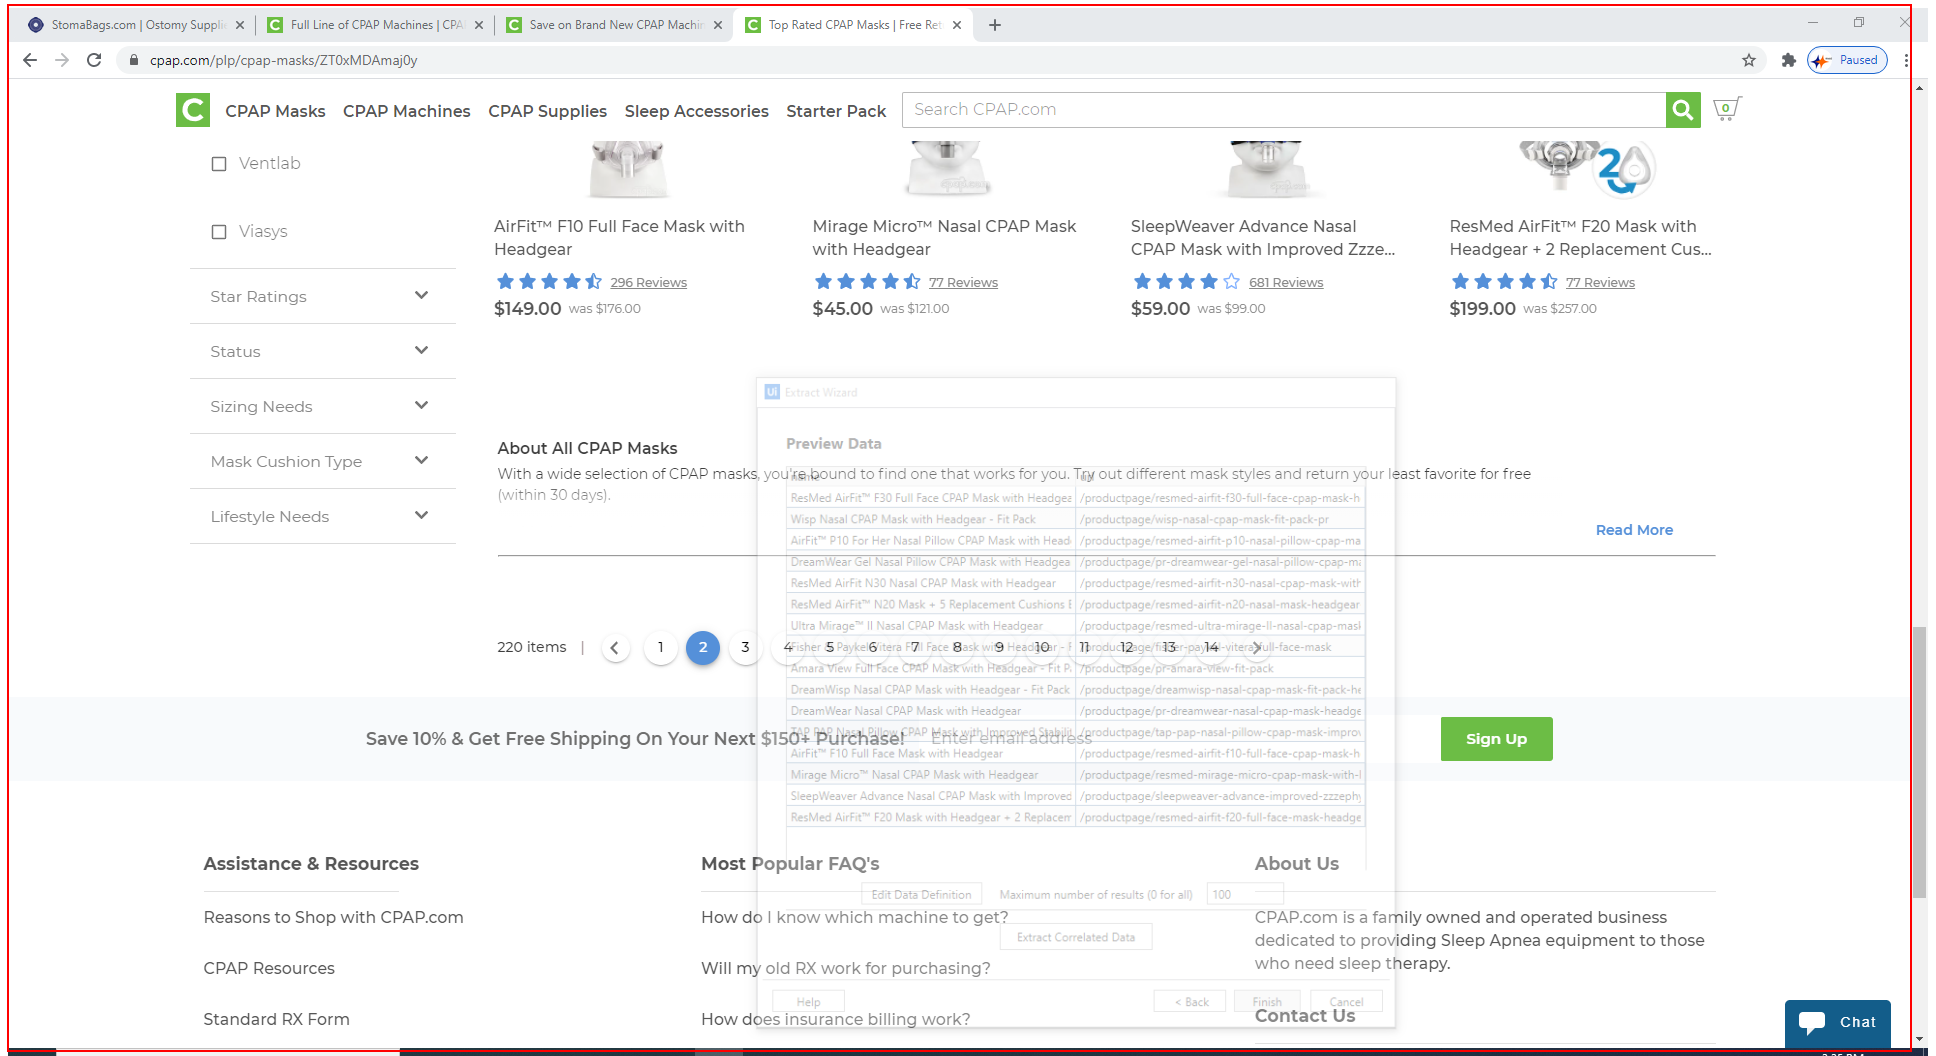 StomaBags.com | Ostomy Supplie
Full Line of CPAP Machines | CPA
Save on Brand New CPAP Machin
Top Rated CPAP Masks | Free Ret
cpap.com/plp/cpap-masks/ZT0xMDAmaj0y
Paused
C CPAP Masks CPAP Machines CPAP Supplies Sleep Accessories Starter Pack
Search CPAP.com
0
Ventlab
Viasys
Star Ratings
Status
Sizing Needs
Mask Cushion Type
Lifestyle Needs
AirFit™ F10 Full Face Mask with
Headgear
296 Reviews
$149.00 was $176.00
Mirage Micro™ Nasal CPAP Mask
with Headgear
77 Reviews
$45.00 was $121.00
SleepWeaver Advance Nasal
CPAP Mask with Improved Zzze...
681 Reviews
$59.00 was $99.00
2
ResMed AirFit™ F20 Mask with
Headgear + 2 Replacement Cus...
77 Reviews
$199.00 was $257.00
About All CPAP Masks
With a wide selection of CPAP masks, you're bound to find one that works for you. Try out different mask styles and return your least favorite for free
(within 30 days).
Read More
220 items | 1 2 3 4 5 6 7 8 9 10 11 12 13 14
Save 10% & Get Free Shipping On Your Next $150+ Purchase!
Enter email address
Sign Up
Ui Extract Wizard
Preview Data
name url
ResMed AirFit™ F30 Full Face CPAP Mask with Headgea /productpage/resmed-airfit-f30-full-face-cpap-mask-h
Wisp Nasal CPAP Mask with Headgear - Fit Pack /productpage/wisp-nasal-cpap-mask-fit-pack-pr
AirFit™ P10 For Her Nasal Pillow CPAP Mask with Head /productpage/resmed-airfit-p10-nasal-pillow-cpap-ma
DreamWear Gel Nasal Pillow CPAP Mask with Headgea /productpage/pr-dreamwear-gel-nasal-pillow-cpap-ma
ResMed AirFit N30 Nasal CPAP Mask with Headgear /productpage/resmed-airfit-n30-nasal-cpap-mask-with
ResMed AirFit™ N20 Mask + 5 Replacement Cushions /productpage/resmed-airfit-n20-nasal-mask-headgear
Ultra Mirage™ II Nasal CPAP Mask with Headgear /productpage/resmed-ultra-mirage-II-nasal-cpap-mask
Fisher & Paykel Vitera Full Face Mask with Headgear - F /productpage/fisher-paykel-vitera-full-face-mask
Amara View Full Face CPAP Mask with Headgear - Fit P /productpage/pr-amara-view-fit-pack
DreamWisp Nasal CPAP Mask with Headgear - Fit Pack /productpage/dreamwisp-nasal-cpap-mask-fit-pack-he
DreamWear Nasal CPAP Mask with Headgear /productpage/pr-dreamwear-nasal-cpap-mask-headge
TAP PAP Nasal Pillow CPAP Mask with Improved Stabilit /productpage/tap-pap-nasal-pillow-cpap-mask-improv
AirFit™ F10 Full Face Mask with Headgear /productpage/resmed-airfit-f10-full-face-cpap-mask-h
Mirage Micro™ Nasal CPAP Mask with Headgear /productpage/resmed-mirage-micro-cpap-mask-with-l
SleepWeaver Advance Nasal CPAP Mask with Improved /productpage/sleepweaver-advance-improved-zzzephy
ResMed AirFit™ F20 Mask with Headgear + 2 Replacem /productpage/resmed-airfit-f20-full-face-mask-headge
Edit Data Definition Maximum number of results (0 for all) 100
Extract Correlated Data
Help < Back Finish Cancel
Assistance & Resources
Reasons to Shop with CPAP.com
CPAP Resources
Standard RX Form
Most Popular FAQ's
How do I know which machine to get?
Will my old RX work for purchasing?
How does insurance billing work?
About Us
CPAP.com is a family owned and operated business
dedicated to providing Sleep Apnea equipment to those
who need sleep therapy.
Contact Us
Chat